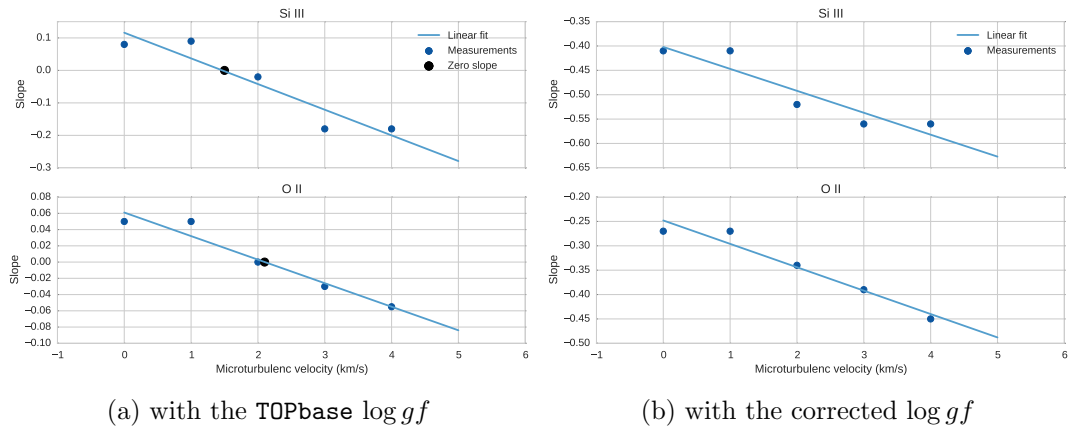 Si III
0.1
0.0
−0.1
−0.2
−0.3
Slope
Linear fit
Measurements
Zero slope
O II
0.08
0.06
0.04
0.02
0.00
−0.02
−0.04
−0.06
−0.08
−0.10
Slope
−1 0 1 2 3 4 5 6
Microturbulenc velocity (km/s)
(a) with the TOPbase log gf
Si III
−0.35
−0.40
−0.45
−0.50
−0.55
−0.60
−0.65
Slope
Linear fit
Measurements
O II
−0.20
−0.25
−0.30
−0.35
−0.40
−0.45
−0.50
Slope
−1 0 1 2 3 4 5 6
Microturbulenc velocity (km/s)
(b) with the corrected log gf